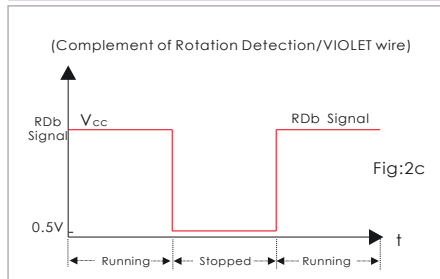 (Complement of Rotation Detection/VIOLET wire)
RDb Signal
Vcc
RDb Signal
Fig:2c
0.5V
t
Running
Stopped
Running